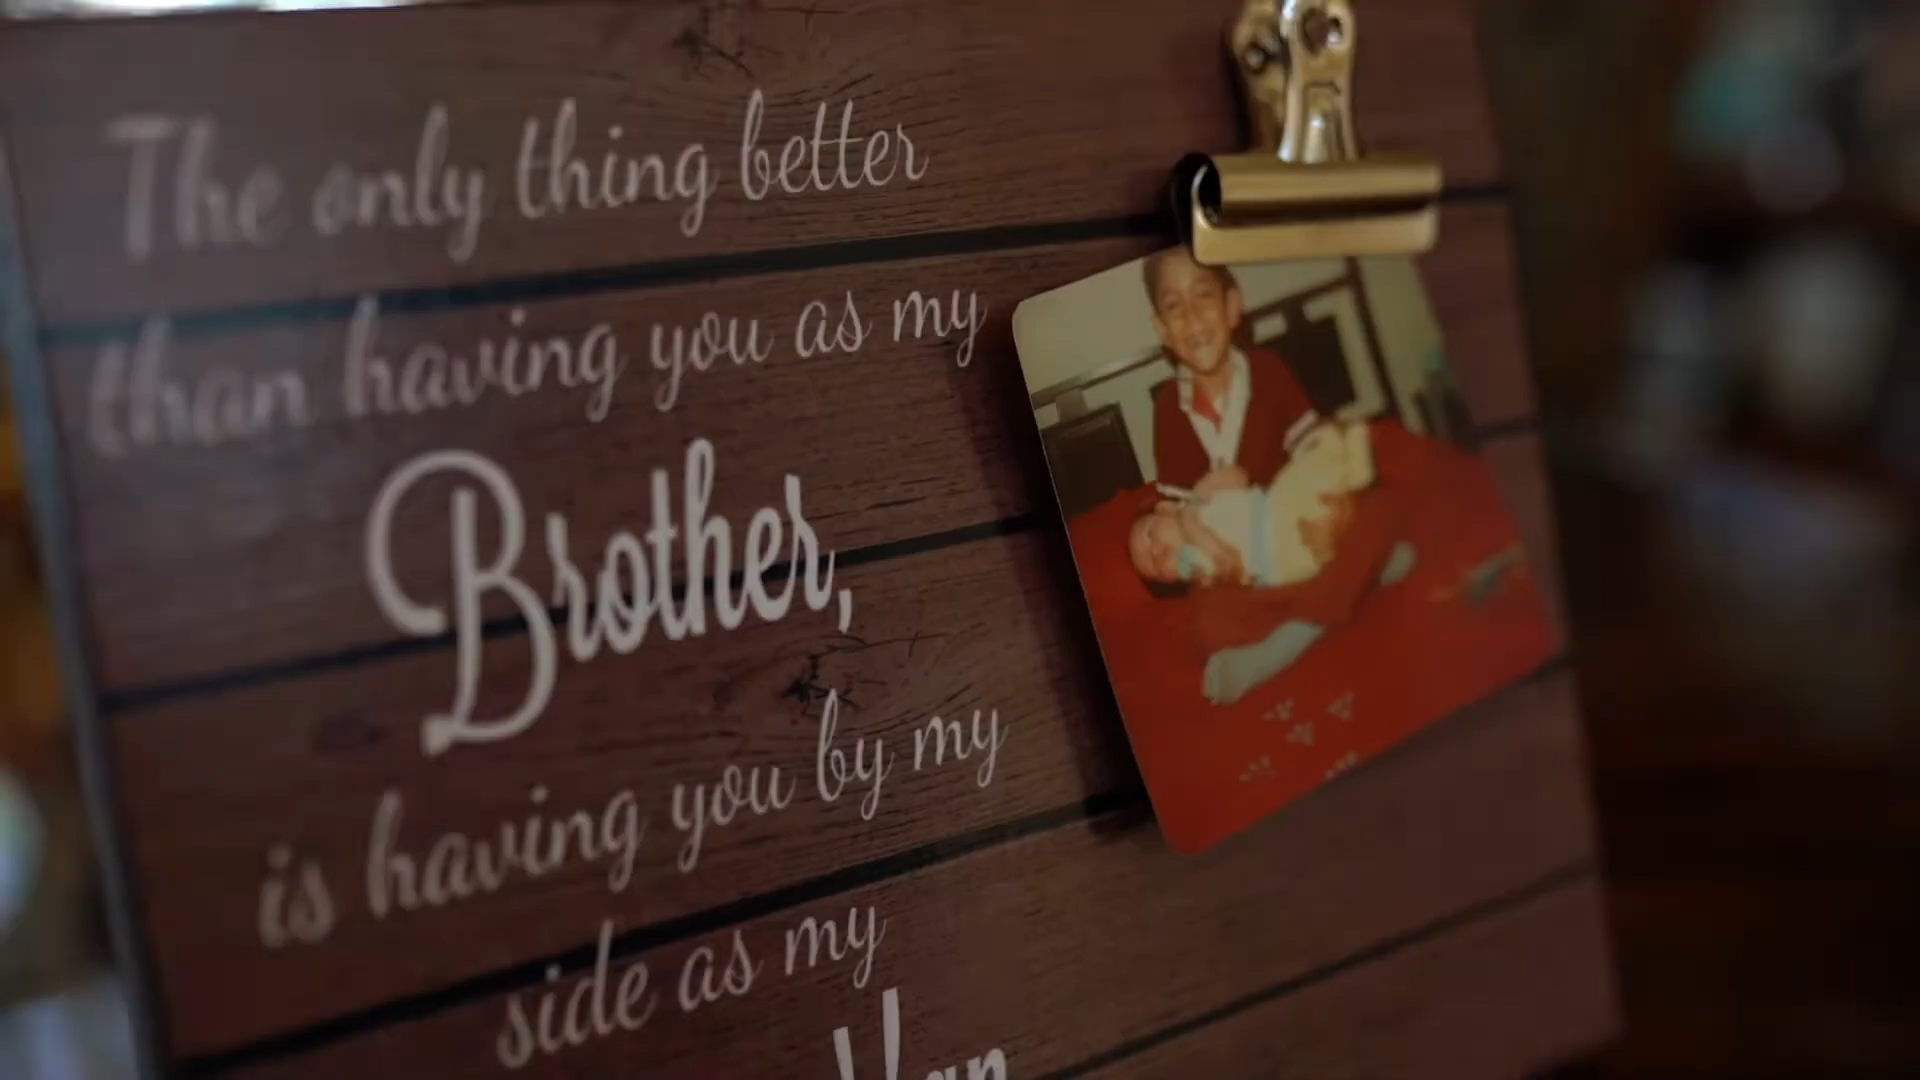 The only thing better
than having you as my
Brother,
is having you by my
side as my